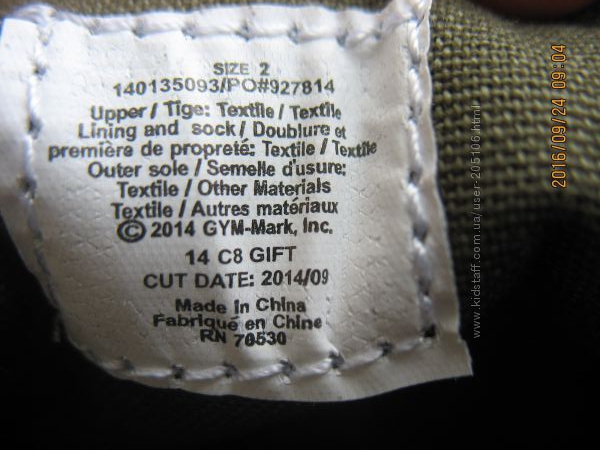 SIZE 2
140135093/PO#927814
Upper / Tige: Textile / Textile
Lining and sock / Doublure et
première de propreté: Textile / Textile
Outer sole / Semelle d'usure:
Textile / Other Materials
Textile / Autres matériaux
© 2014 GYM-Mark, Inc.
14 C8 GIFT
CUT DATE: 2014/09
Made in China
Fabriqué en Chine
RN 70530
2016/09/24 09:04
www.kidstaff.com.ua/user-205106.html